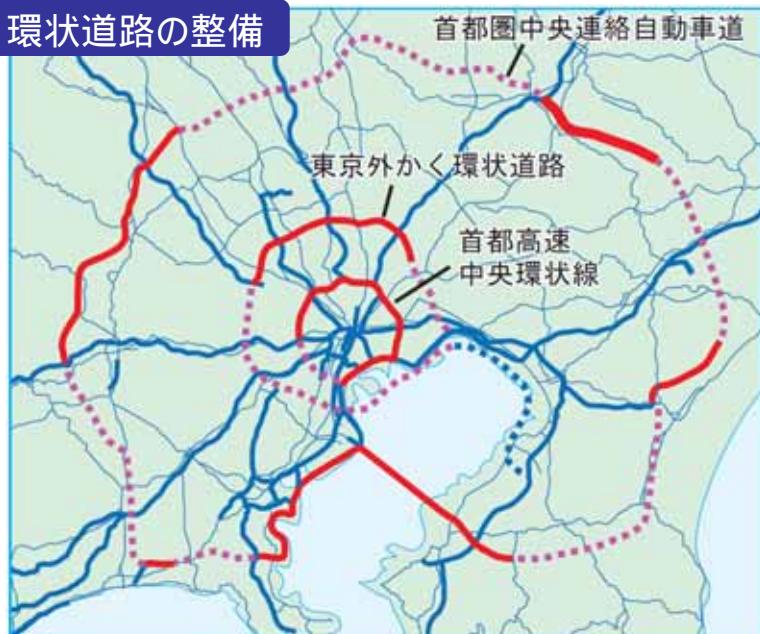 環状道路の整備
首都圏中央連絡自動車道
東京外かく環状道路
首都高速
中央環状線